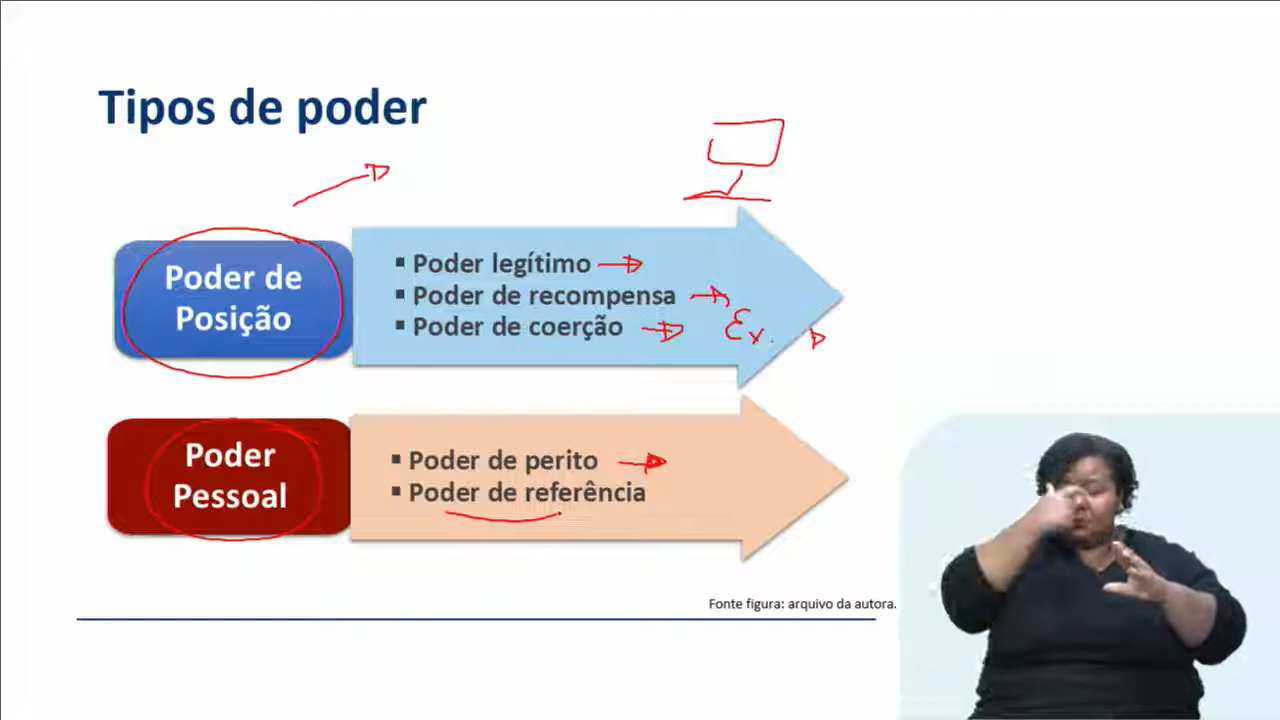 Tipos de poder
Poder de
Posição
▪ Poder legítimo
▪ Poder de recompensa
▪ Poder de coerção
Ex.
Poder
Pessoal
▪ Poder de perito
▪ Poder de referência
Fonte figura: arquivo da autora.